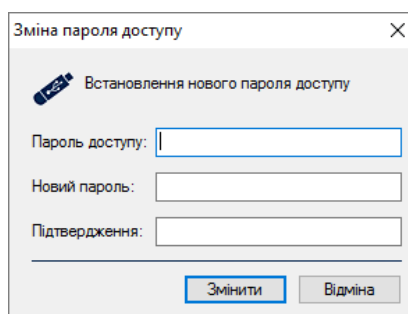 Зміна пароля доступу
Встановлення нового пароля доступу
Пароль доступу:
Новий пароль:
Підтвердження:
Змінити Відміна